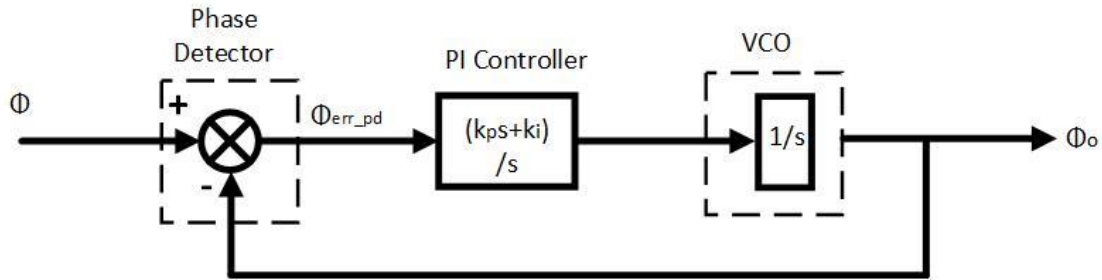 Phase
Detector
VCO
PI Controller
Φ
+
Φerr_pd
(kps+ki)
/s
1/s
Φo
-